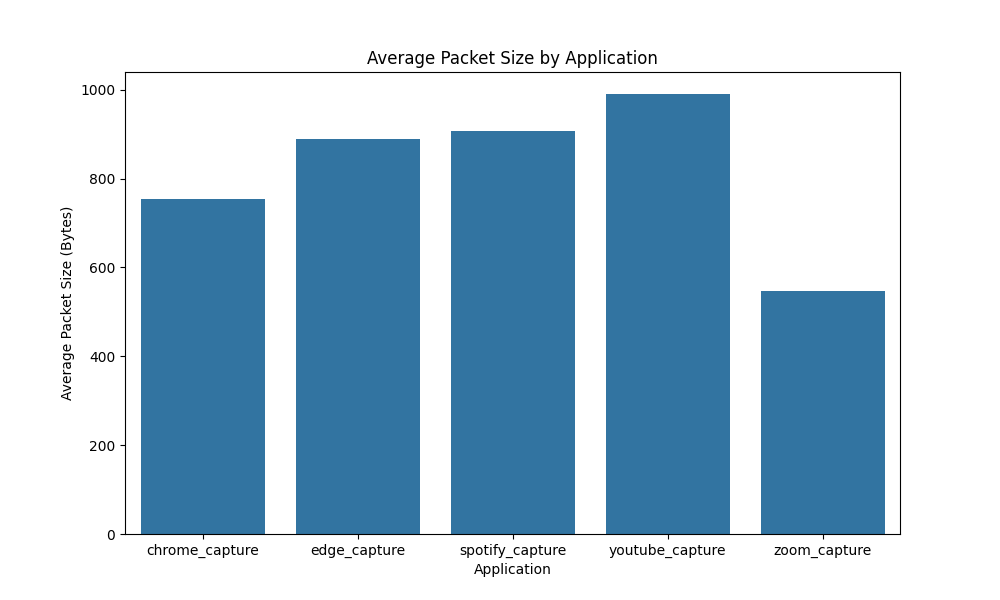 Average Packet Size by Application
Average Packet Size (Bytes)
1000
800
600
400
200
0
chrome_capture edge_capture spotify_capture youtube_capture zoom_capture
Application